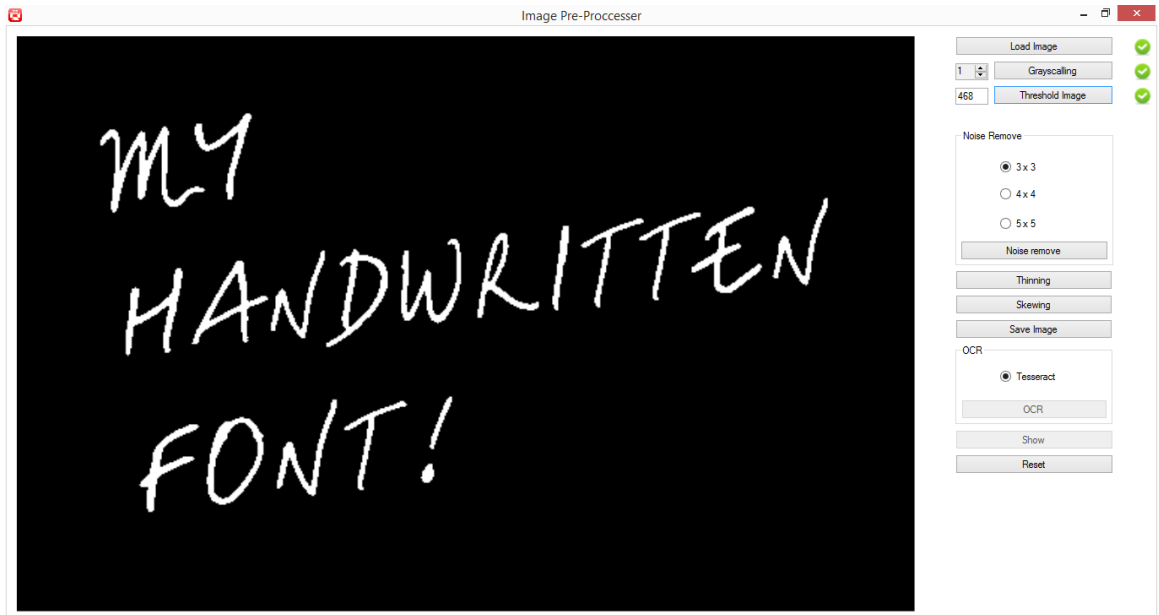 Image Pre-Proccesser
Load Image
1 Grayscalling
468 Threshold Image
MY
HANDWRITTEN
FONT!
Noise Remove
3 x 3
4 x 4
5 x 5
Noise remove
Thinning
Skewing
Save Image
OCR
Tesseract
OCR
Show
Reset